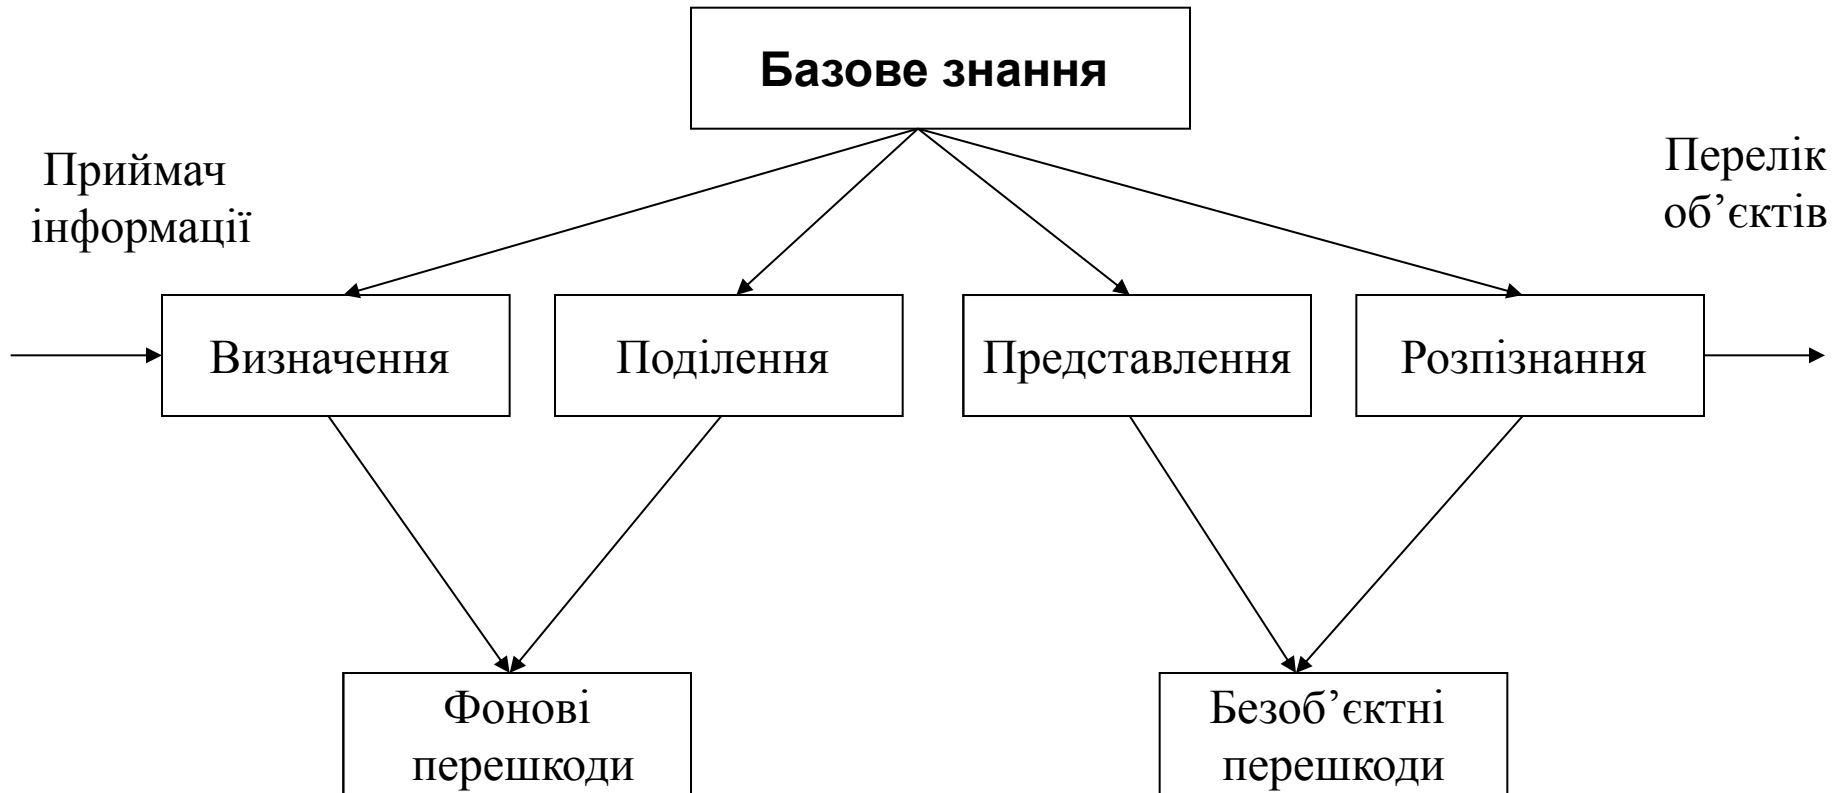 Базове знання
Приймач
інформації
Перелік
об’єктів
Визначення
Поділення
Представлення
Розпізнання
Фонові
перешкоди
Безоб’єктні
перешкоди